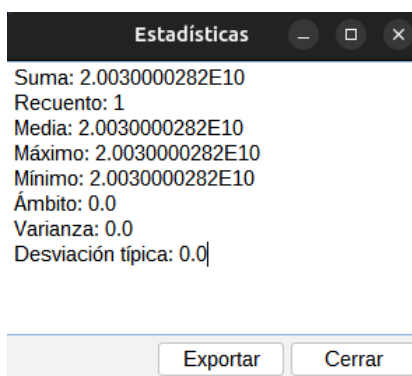 Estadísticas
Suma: 2.0030000282E10
Recuento: 1
Media: 2.0030000282E10
Máximo: 2.0030000282E10
Mínimo: 2.0030000282E10
Ámbito: 0.0
Varianza: 0.0
Desviación típica: 0.0
Exportar Cerrar